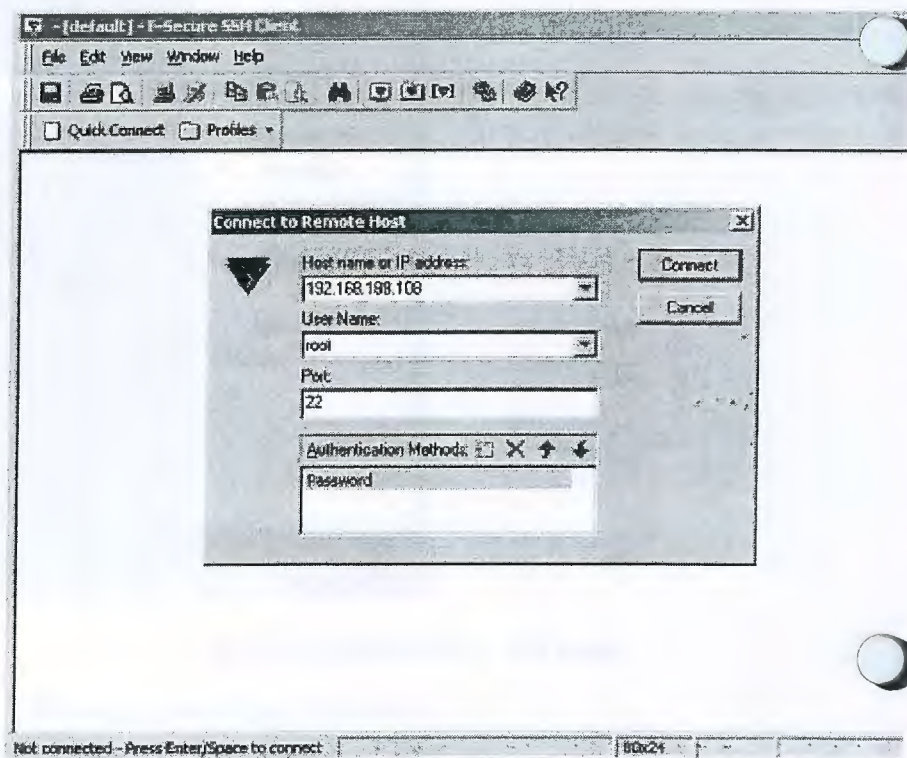 - [default] - F-Secure SSH Client
File Edit View Window Help
Quick Connect Profiles
Connect to Remote Host
Host name or IP address:
192.168.198.108
Connect
Cancel
User Name:
root
Port:
22
Authentication Methods:
Password
Not connected - Press Enter/Space to connect
80x24